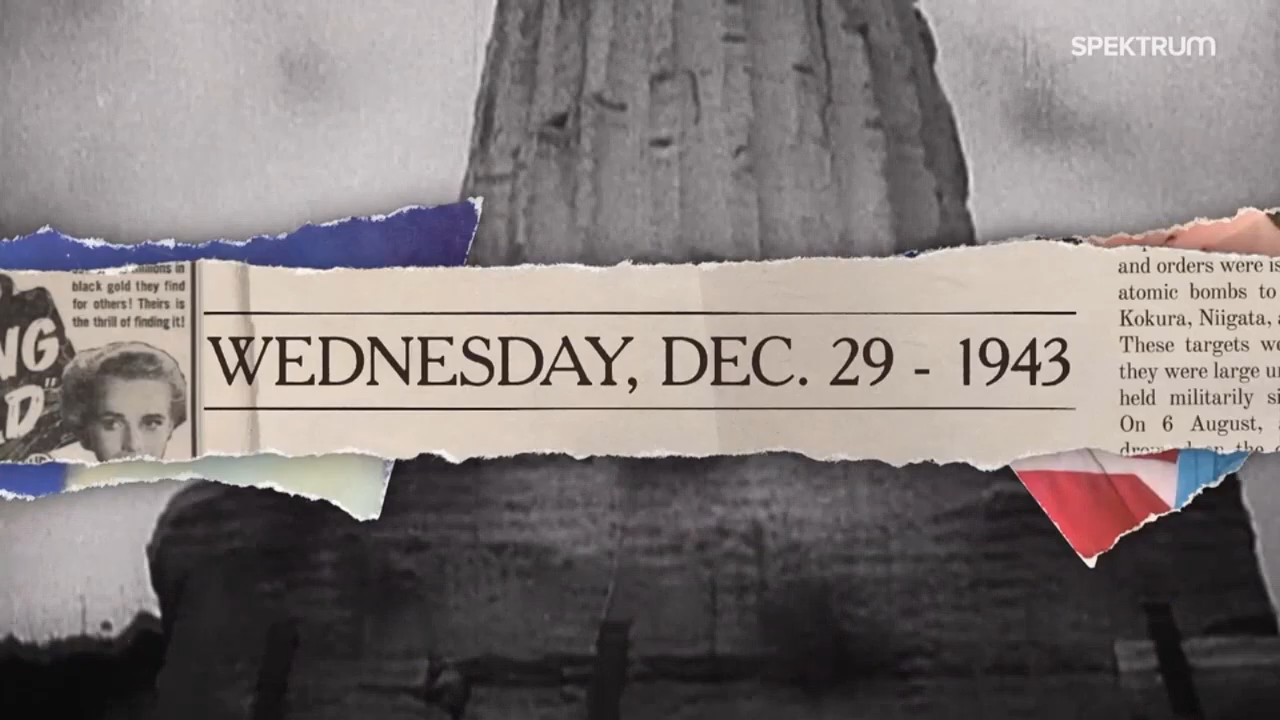 SPEKTRUM
black gold they find
for others! Theirs is
the thrill of finding it!
WEDNESDAY, DEC. 29 - 1943
and orders were
atomic bombs to
Kokura, Niigata,
These targets
they were large
held militarily
On 6 August,
the